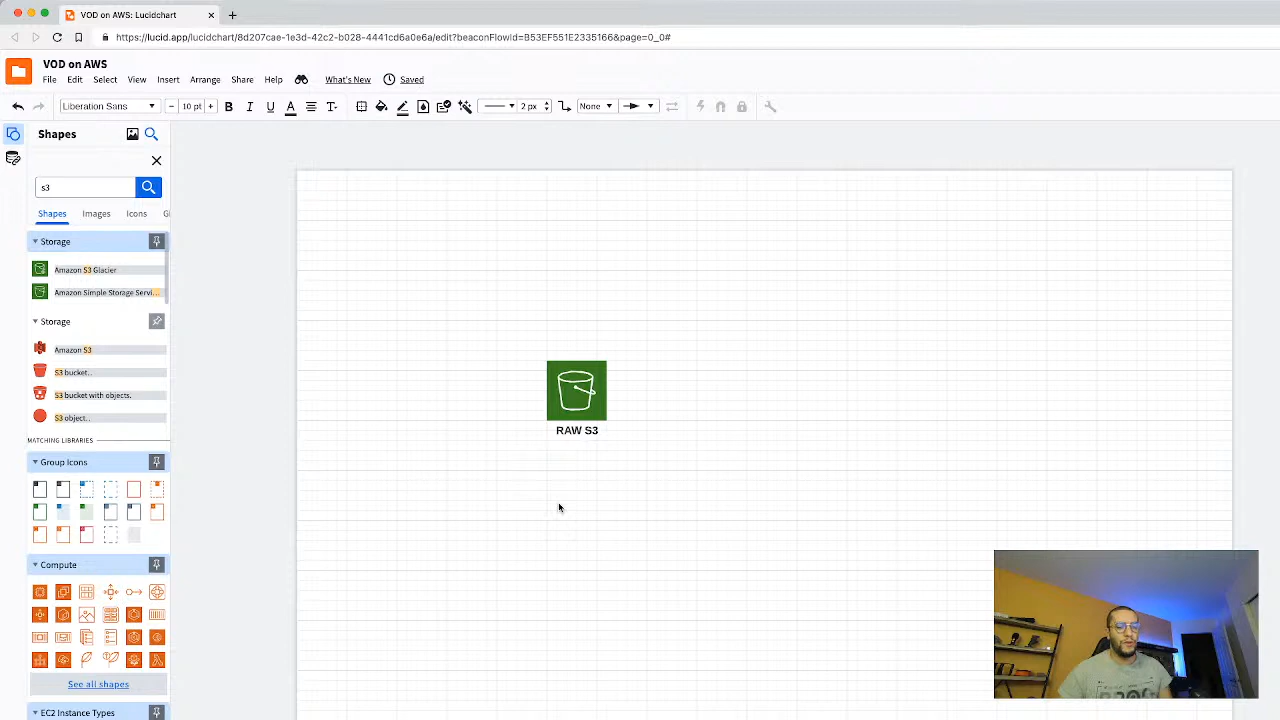 VOD on AWS: Lucidchart
https://lucid.app/lucidchart/8d207cae-1e3d-42c2-b028-4441cd6a0e6a/edit?beaconFlowId=B53EF551E2335166&page=0_0#
VOD on AWS
File Edit Select View Insert Arrange Share Help What's New Saved
Liberation Sans 10 pt B I U A T 2 px None
Shapes
s3
Shapes Images Icons G
Storage
Amazon S3 Glacier
Amazon Simple Storage Servi...
Storage
Amazon S3
S3 bucket..
S3 bucket with objects.
S3 object..
MATCHING LIBRARIES
Group Icons
Compute
See all shapes
EC2 Instance Types
RAW S3